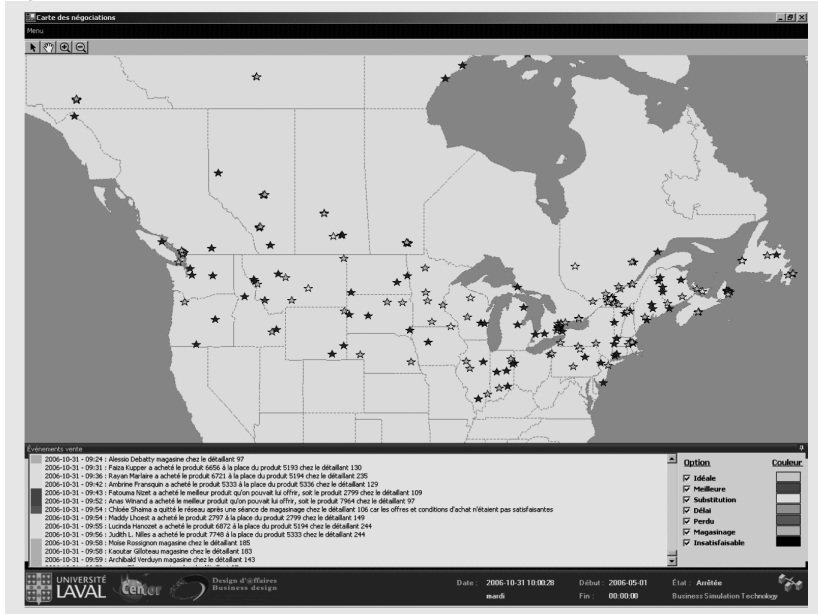 Carte des négociations
Menu
Événements vente
2006-10-31 - 09:24 : Alessio Debatty magasine chez le détaillant 97
2006-10-31 - 09:31 : Faiza Kupper a acheté le produit 6656 à la place du produit 5193 chez le détaillant 130
2006-10-31 - 09:36 : Rayan Marlaire a acheté le produit 6721 à la place du produit 5194 chez le détaillant 235
2006-10-31 - 09:42 : Ambrine Fransquin a acheté le produit 5333 à la place du produit 5336 chez le détaillant 129
2006-10-31 - 09:43 : Fatouma Nizet a acheté le meilleur produit qu'on pouvait lui offrir, soit le produit 2799 chez le détaillant 109
2006-10-31 - 09:52 : Anas Winand a acheté le meilleur produit qu'on pouvait lui offrir, soit le produit 7964 chez le détaillant 97
2006-10-31 - 09:54 : Chloée Shaima a quitté le réseau après une séance de magasinage chez le détaillant 106 car les offres et conditions d'achat n'étaient pas satisfaisantes
2006-10-31 - 09:54 : Maddy Lhoest a acheté le produit 2797 à la place du produit 2799 chez le détaillant 149
2006-10-31 - 09:55 : Lucinda Hanozet a acheté le produit 6872 à la place du produit 5194 chez le détaillant 244
2006-10-31 - 09:56 : Judith L. Nilles a acheté le produit 7748 à la place du produit 5333 chez le détaillant 244
2006-10-31 - 09:58 : Moïse Rossignon magasine chez le détaillant 185
2006-10-31 - 09:58 : Kaoutar Gilloteau magasine chez le détaillant 183
2006-10-31 - 09:59 : Archibald Verduyn magasine chez le détaillant 143
Option Couleur
Idéale
Meilleure
Substitution
Délai
Perdu
Magasinage
Insatisfaisable
UNIVERSITÉ
LAVAL
Center
Design d'@ffaires
Business design
Date : 2006-10-31 10:00:28
mardi
Début : 2006-05-01
Fin : 00:00:00
État : Arrêtée
Business Simulation Technology